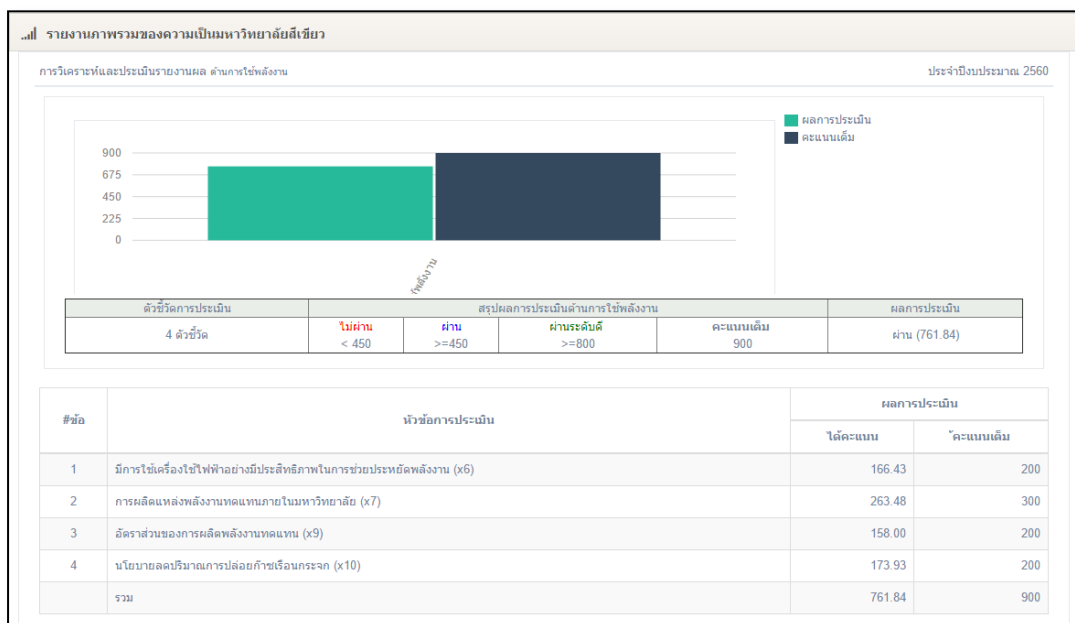 รายงานภาพรวมของความเป็นมหาวิทยาลัยสีเขียว
การวิเคราะห์และประเมินรายงานผล ด้านการใช้พลังงาน ประจำปีงบประมาณ 2560
ผลการประเมิน
คะแนนเต็ม
900
675
450
225
0
รพลังงาน
ตัวชี้วัดการประเมิน สรุปผลการประเมินด้านการใช้พลังงาน ผลการประเมิน
4 ตัวชี้วัด ไม่ผ่าน ผ่าน ผ่านระดับดี คะแนนเต็ม ผ่าน (761.84)
< 450 >=450 >=800 900
#ข้อ หัวข้อการประเมิน ผลการประเมิน
ได้คะแนน ้คะแนนเต็ม
1 มีการใช้เครื่องใช้ไฟฟ้าอย่างมีประสิทธิภาพในการช่วยประหยัดพลังงาน (x6) 166.43 200
2 การผลิตแหล่งพลังงานทดแทนภายในมหาวิทยาลัย (x7) 263.48 300
3 อัตราส่วนของการผลิตพลังงานทดแทน (x9) 158.00 200
4 นโยบายลดปริมาณการปล่อยก๊าซเรือนกระจก (x10) 173.93 200
รวม 761.84 900